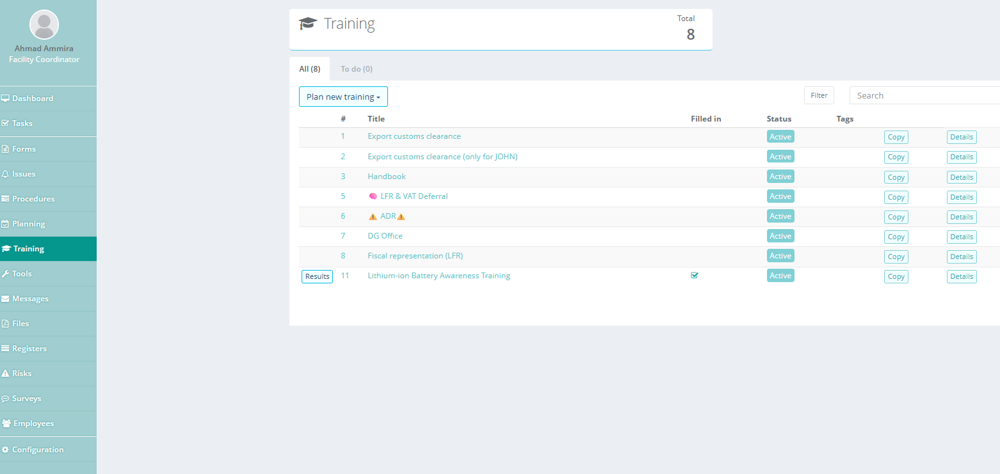 Ahmad Ammira
Facility Coordinator
Dashboard
Tasks
Forms
Issues
Procedures
Planning
Training
Tools
Messages
Files
Registers
Risks
Surveys
Employees
Configuration
Training
Total
8
All (8) To do (0)
Plan new training Filter Search
# Title Filled in Status Tags
1 Export customs clearance Active Copy Details
2 Export customs clearance (only for JOHN) Active Copy Details
3 Handbook Active Copy Details
5 🧠 LFR & VAT Deferral Active Copy Details
6 ⚠️ ADR⚠️ Active Copy Details
7 DG Office Active Copy Details
8 Fiscal representation (LFR) Active Copy Details
Results 11 Lithium-ion Battery Awareness Training Active Copy Details